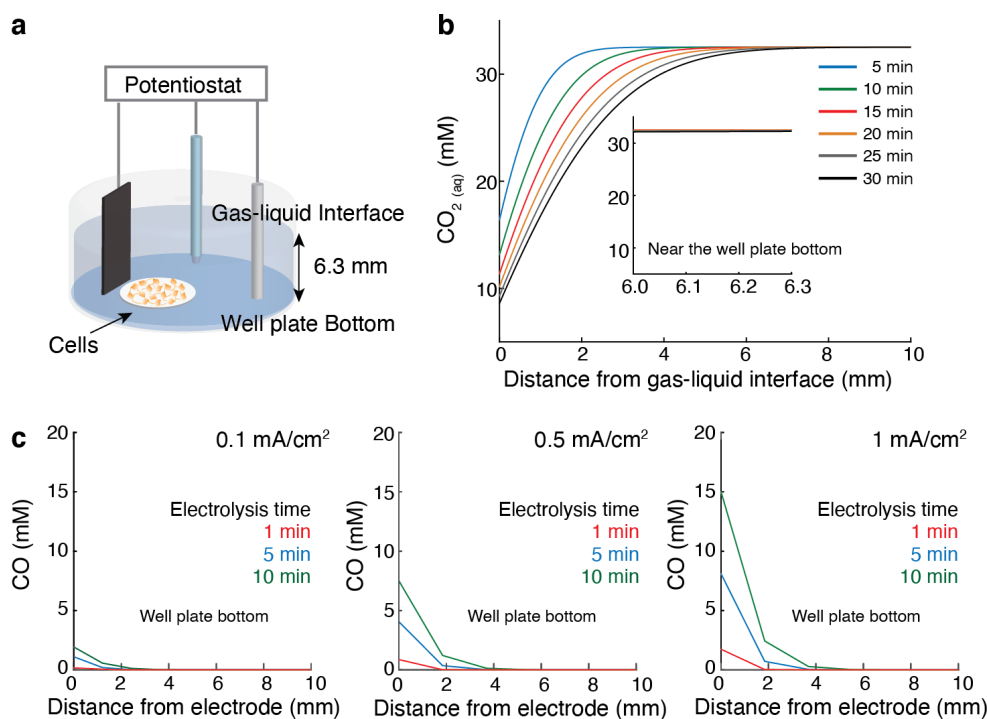 a
Potentiostat
Gas-liquid Interface
6.3 mm
Well plate Bottom
Cells
b
CO2 (aq) (mM)
30
20
10
0 2 4 6 8 10
Distance from gas-liquid interface (mm)
5 min
10 min
15 min
20 min
25 min
30 min
30
20
10
Near the well plate bottom
6.0 6.1 6.2 6.3
c
CO (mM)
20
15
10
5
0
0.1 mA/cm²
Electrolysis time
1 min
5 min
10 min
Well plate bottom
0 2 4 6 8 10
Distance from electrode (mm)
CO (mM)
20
15
10
5
0
0.5 mA/cm²
Electrolysis time
1 min
5 min
10 min
Well plate bottom
0 2 4 6 8 10
Distance from electrode (mm)
CO (mM)
20
15
10
5
0
1 mA/cm²
Electrolysis time
1 min
5 min
10 min
Well plate bottom
0 2 4 6 8 10
Distance from electrode (mm)